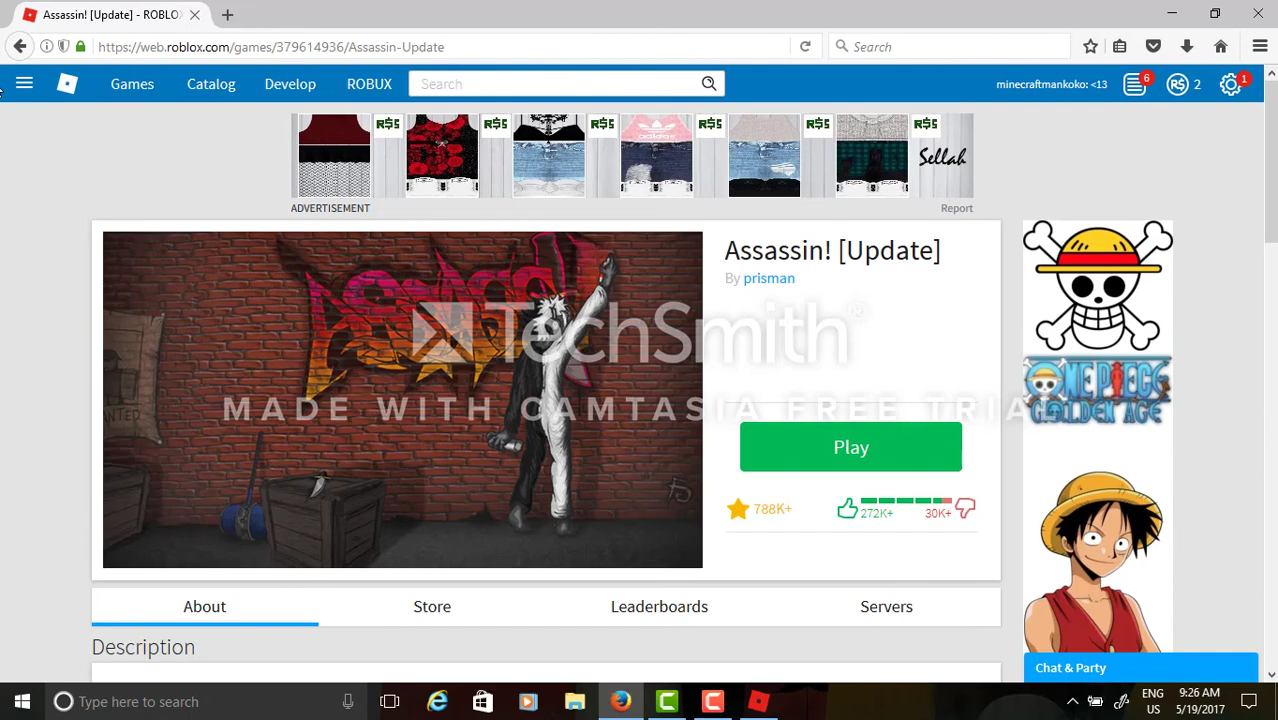 Assassin! [Update] - ROBLO
https://web.roblox.com/games/379614936/Assassin-Update
Search
Games
Catalog
Develop
ROBUX
Search
minecraftmankoko: <13
6
2
1
R$5
R$5
R$5
R$5
R$5
R$5
adidas
Sellah
ADVERTISEMENT
Report
Assassin! [Update]
By prisman
TechSmith®
MADE WITH CAMTASIA FREE TRIAL
Play
788K+
272K+
30K+
ONE PIECE
GOLDEN AGE
About
Store
Leaderboards
Servers
Description
Chat & Party
Type here to search
ENG
US
9:26 AM
5/19/2017